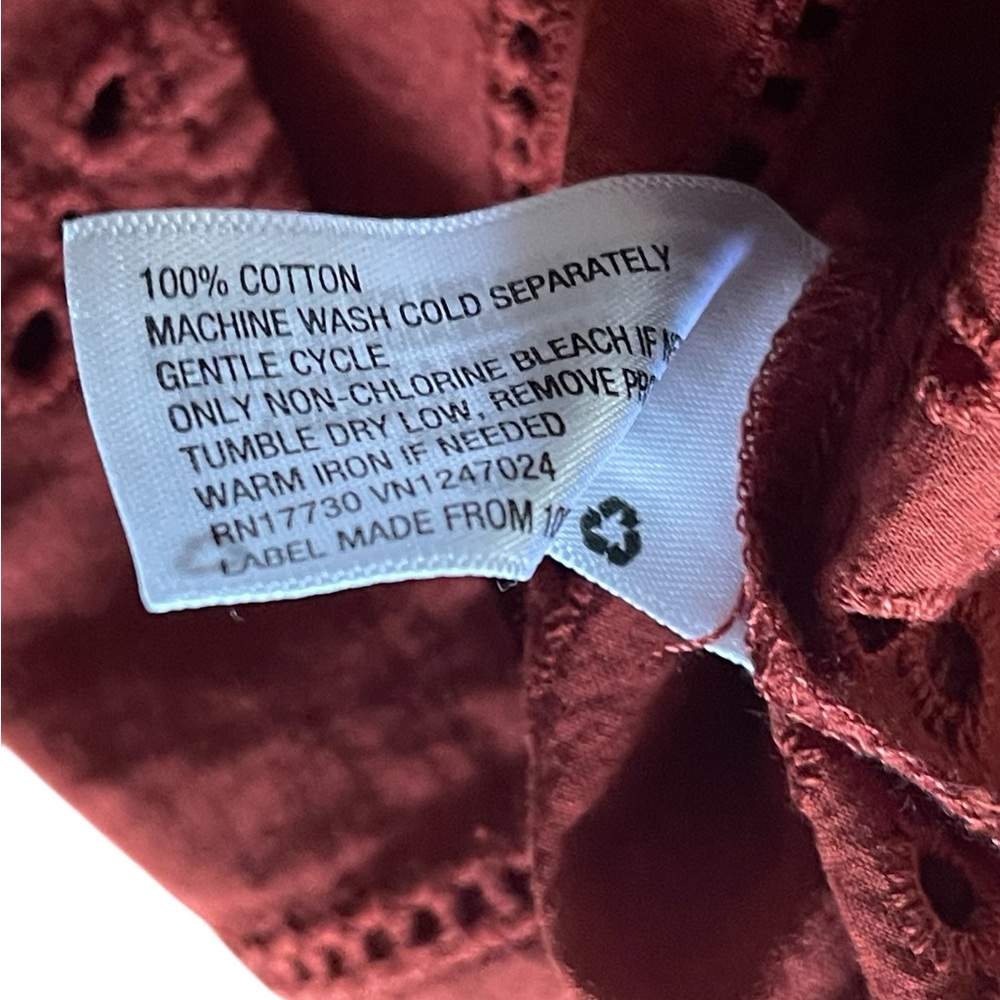 100% COTTON
MACHINE WASH COLD SEPARATELY
GENTLE CYCLE
ONLY NON-CHLORINE BLEACH IF
TUMBLE DRY LOW, REMOVE
WARM IRON IF NEEDED
RN17730 VN1247024
LABEL MADE FROM